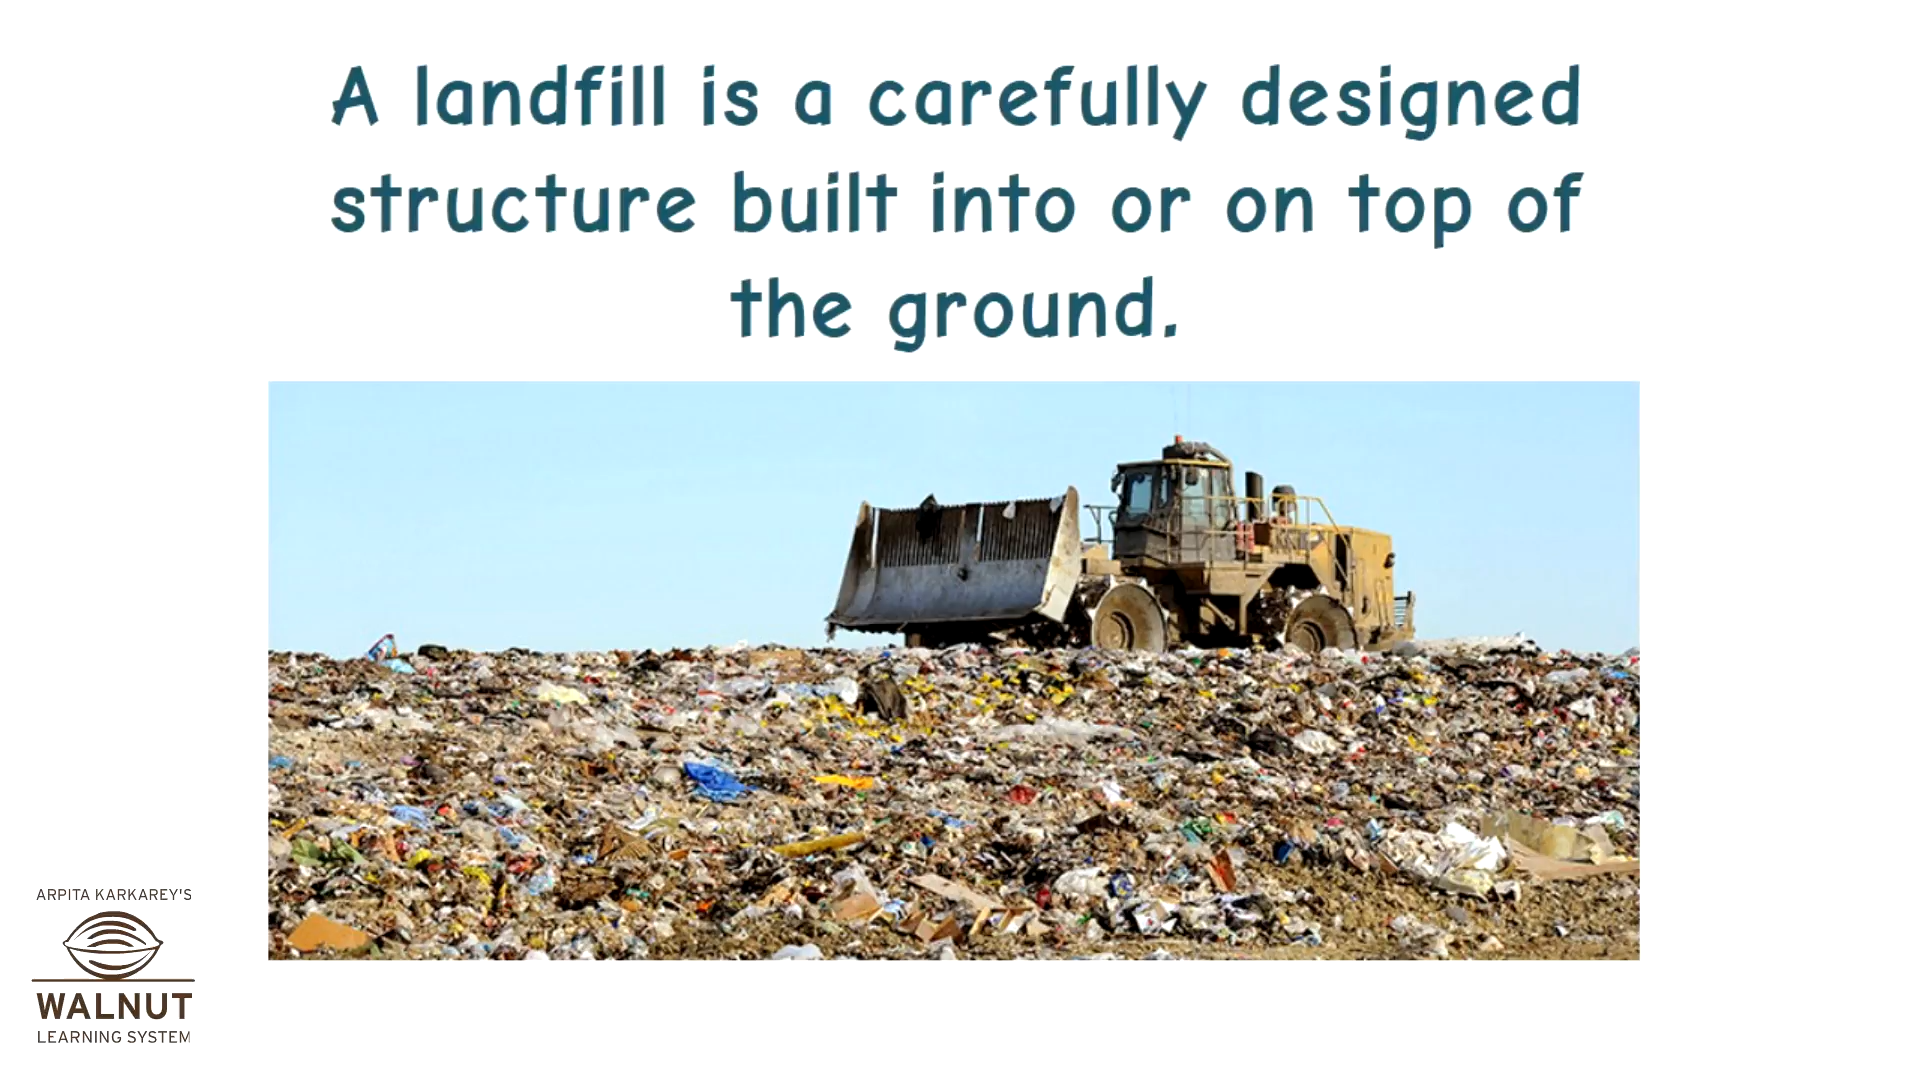 A landfill is a carefully designed
structure built into or on top of
the ground.
ARPITA KARKAREY'S
WALNUT
LEARNING SYSTEM